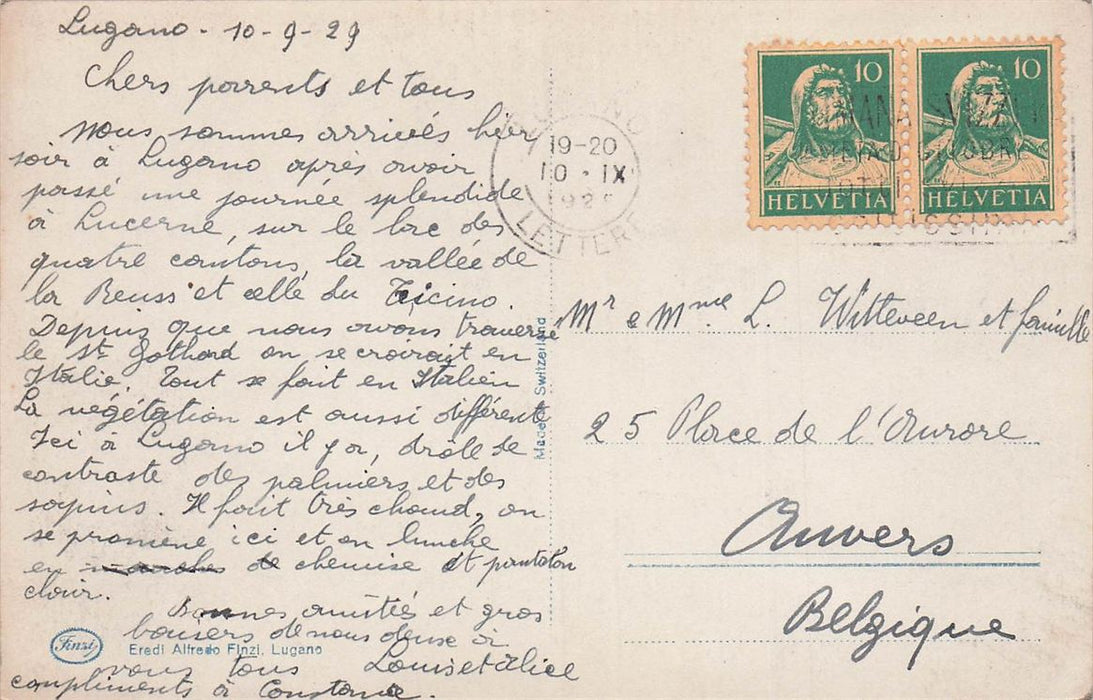 Lugano - 10-9-29
Chers parents et tous
Nous sommes arrivés hier
soir à Lugano après avoir
passé une journée splendide
à Lucerne, sur le lac des
quatre cantons, la vallée de
la Reuss et celle du Ticino.
Depuis que nous avons traversé
le St Gothard on se croirait en
Italie. Tout se fait en Italien
La végétation est aussi différente
Ici à Lugano il y a, drôle de
contraste des palmiers et des
sapins. Il fait très chaud, on
se promène ici et on lunche
en chemise et pantalon
clair.
Bonnes amitiés et gros
baisers de nous deux à
vous tous Louis et Alice
compliments à Constance.
Finzi
Eredi Alfredo Finzi, Lugano
Made in Switzerland
19-20
10 · IX
LETTERE
10
HELVETIA
10
HELVETIA
Mr e Mme L. Witteveen et famille
25 Place de l'Aurore
Anvers
Belgique